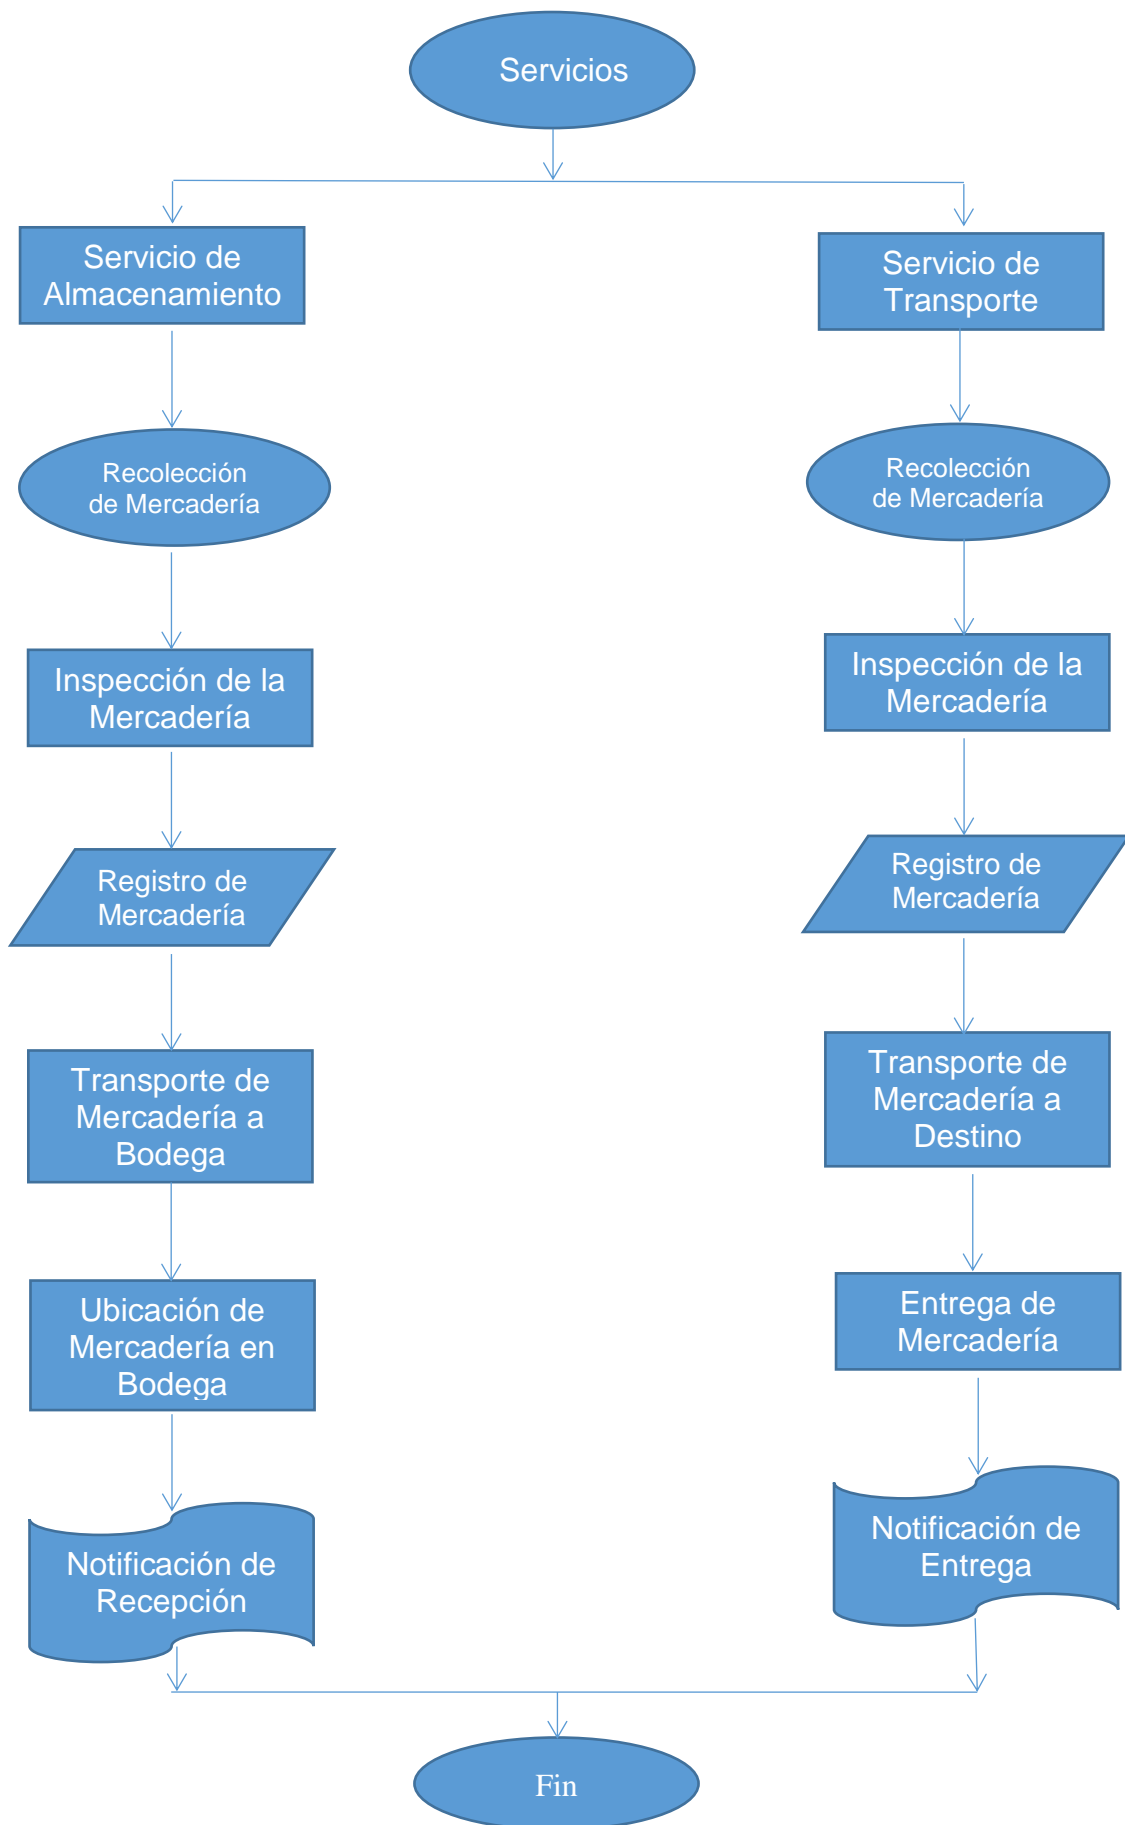 Servicios
Servicio de
Almacenamiento
Recolección
de Mercadería
Inspección de la
Mercadería
Registro de
Mercadería
Transporte de
Mercadería a
Bodega
Ubicación de
Mercadería en
Bodega
Notificación de
Recepción
Servicio de
Transporte
Recolección
de Mercadería
Inspección de la
Mercadería
Registro de
Mercadería
Transporte de
Mercadería a
Destino
Entrega de
Mercadería
Notificación de
Entrega
Fin